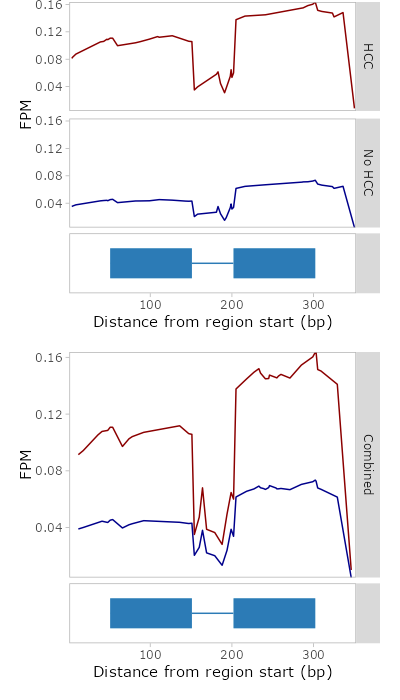 0.16
0.12
0.08
0.04
HCC
FPM
0.16
0.12
0.08
0.04
No HCC
100 200 300
Distance from region start (bp)
0.16
0.12
0.08
0.04
FPM
Combined
100 200 300
Distance from region start (bp)